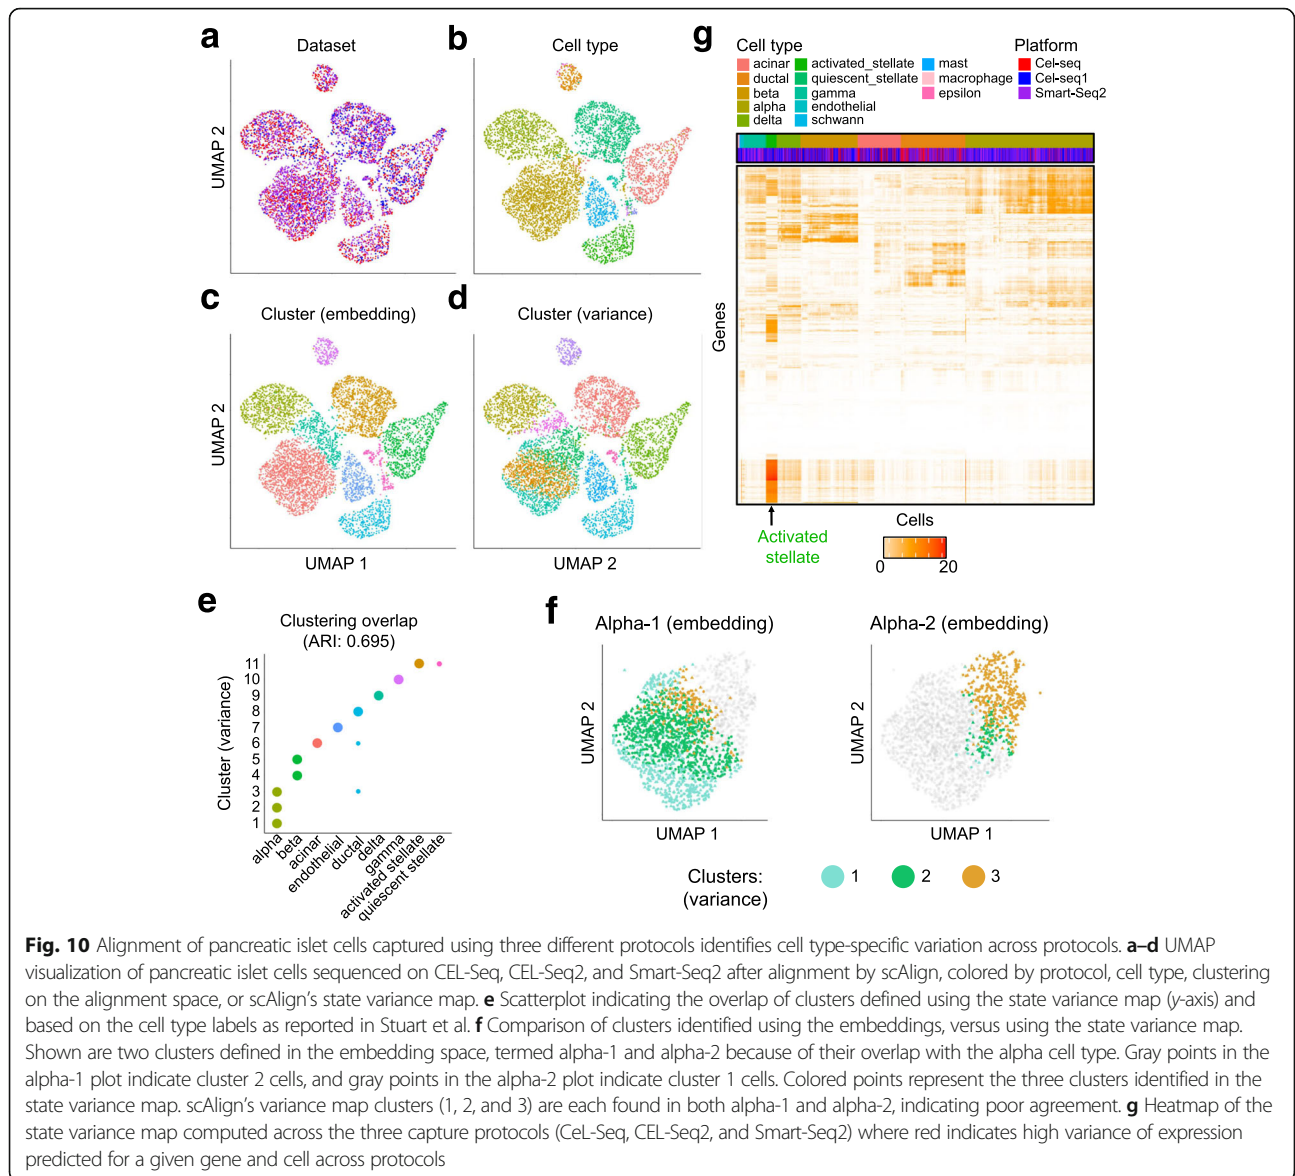 a
Dataset
UMAP 2
b
Cell type
c
Cluster (embedding)
UMAP 2
UMAP 1
d
Cluster (variance)
UMAP 2
g
Cell type
acinar
ductal
beta
alpha
delta
activated_stellate
quiescent_stellate
gamma
endothelial
schwann
mast
macrophage
epsilon
Platform
Cel-seq
Cel-seq1
Smart-Seq2
Genes
Activated
stellate
Cells
0 20
e
Clustering overlap
(ARI: 0.695)
Cluster (variance)
11
10
9
8
7
6
5
4
3
2
1
alpha
beta
acinar
endothelial
ductal
delta
gamma
activated stellate
quiescent stellate
f
Alpha-1 (embedding)
UMAP 2
UMAP 1
Alpha-2 (embedding)
UMAP 2
UMAP 1
Clusters:
(variance)
1 2 3
Fig. 10 Alignment of pancreatic islet cells captured using three different protocols identifies cell type-specific variation across protocols. a–d UMAP
visualization of pancreatic islet cells sequenced on CEL-Seq, CEL-Seq2, and Smart-Seq2 after alignment by scAlign, colored by protocol, cell type, clustering
on the alignment space, or scAlign's state variance map. e Scatterplot indicating the overlap of clusters defined using the state variance map (y-axis) and
based on the cell type labels as reported in Stuart et al. f Comparison of clusters identified using the embeddings, versus using the state variance map.
Shown are two clusters defined in the embedding space, termed alpha-1 and alpha-2 because of their overlap with the alpha cell type. Gray points in the
alpha-1 plot indicate cluster 2 cells, and gray points in the alpha-2 plot indicate cluster 1 cells. Colored points represent the three clusters identified in the
state variance map. scAlign's variance map clusters (1, 2, and 3) are each found in both alpha-1 and alpha-2, indicating poor agreement. g Heatmap of the
state variance map computed across the three capture protocols (CeL-Seq, CEL-Seq2, and Smart-Seq2) where red indicates high variance of expression
predicted for a given gene and cell across protocols